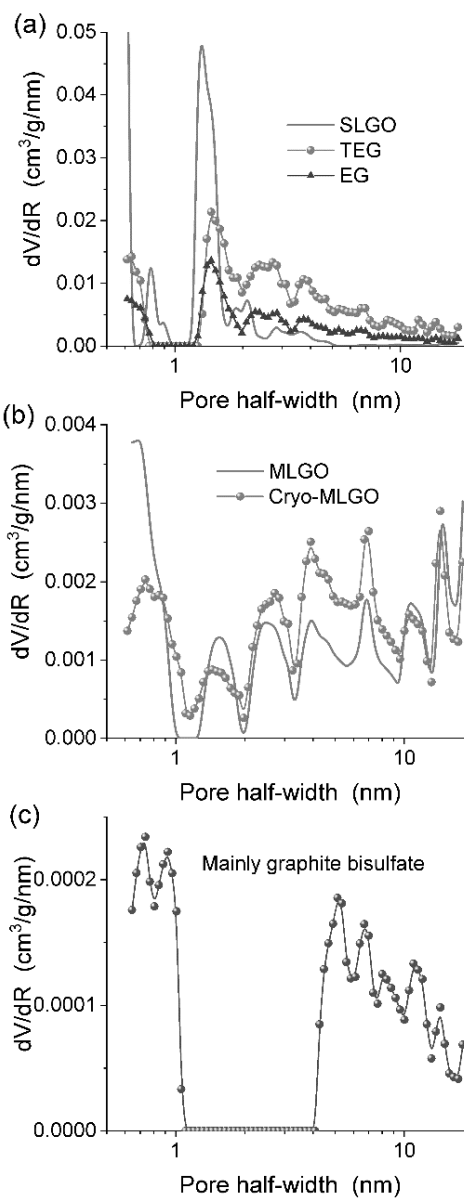 (a)
0.05
0.04
0.03
0.02
0.01
0.00
dV/dR (cm³/g/nm)
SLGO
TEG
EG
1
10
Pore half-width (nm)
(b)
0.004
0.003
0.002
0.001
0.000
dV/dR (cm³/g/nm)
MLGO
Cryo-MLGO
1
10
Pore half-width (nm)
(c)
0.0002
0.0001
0.0000
dV/dR (cm³/g/nm)
Mainly graphite bisulfate
1
10
Pore half-width (nm)